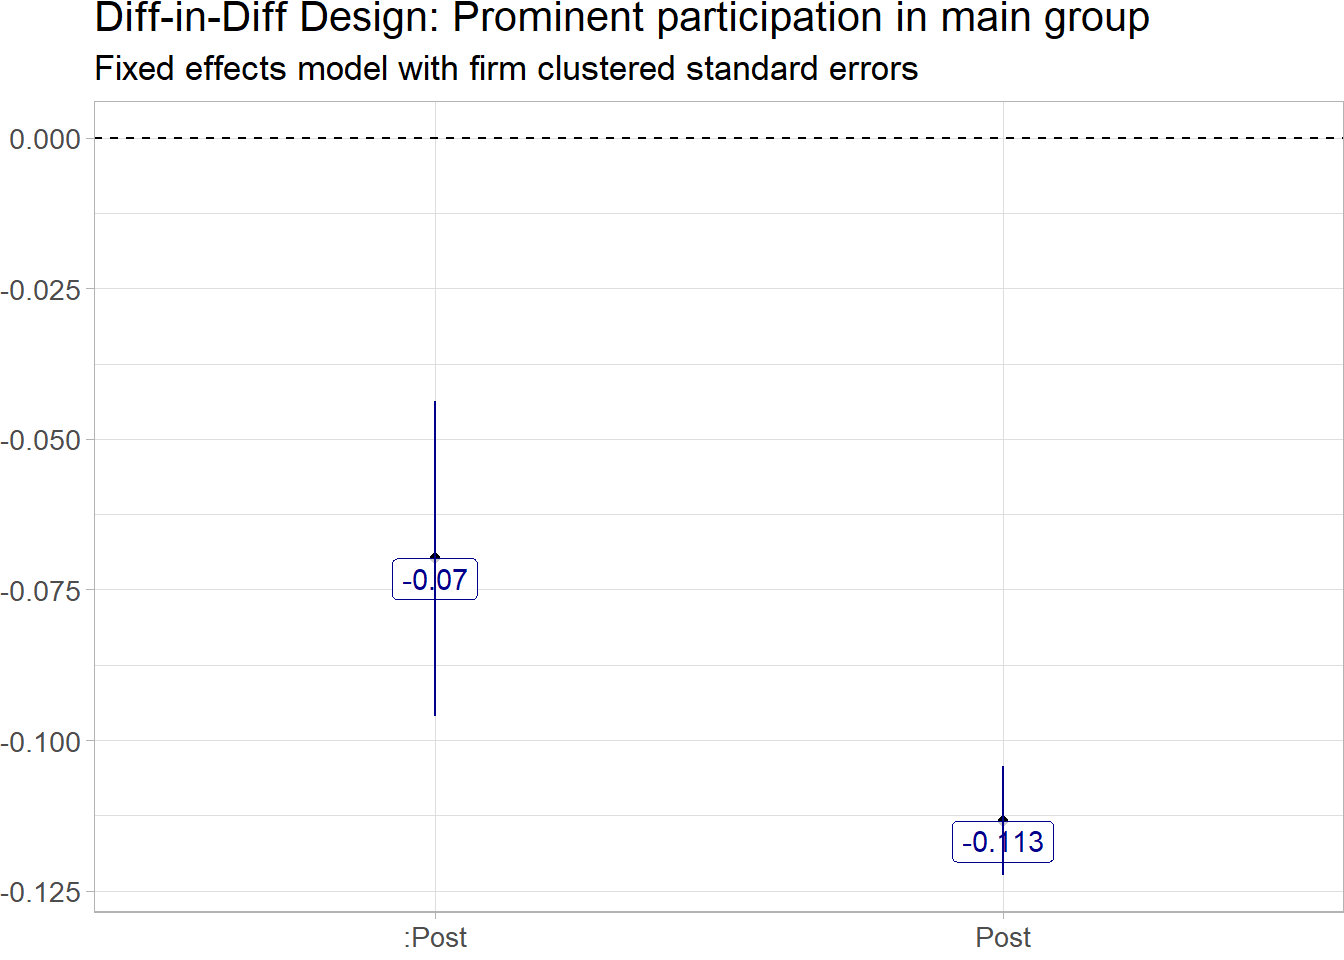 Diff-in-Diff Design: Prominent participation in main group
Fixed effects model with firm clustered standard errors
0.000
-0.025
-0.050
-0.07
-0.075
-0.100
-0.113
-0.125
:Post
Post